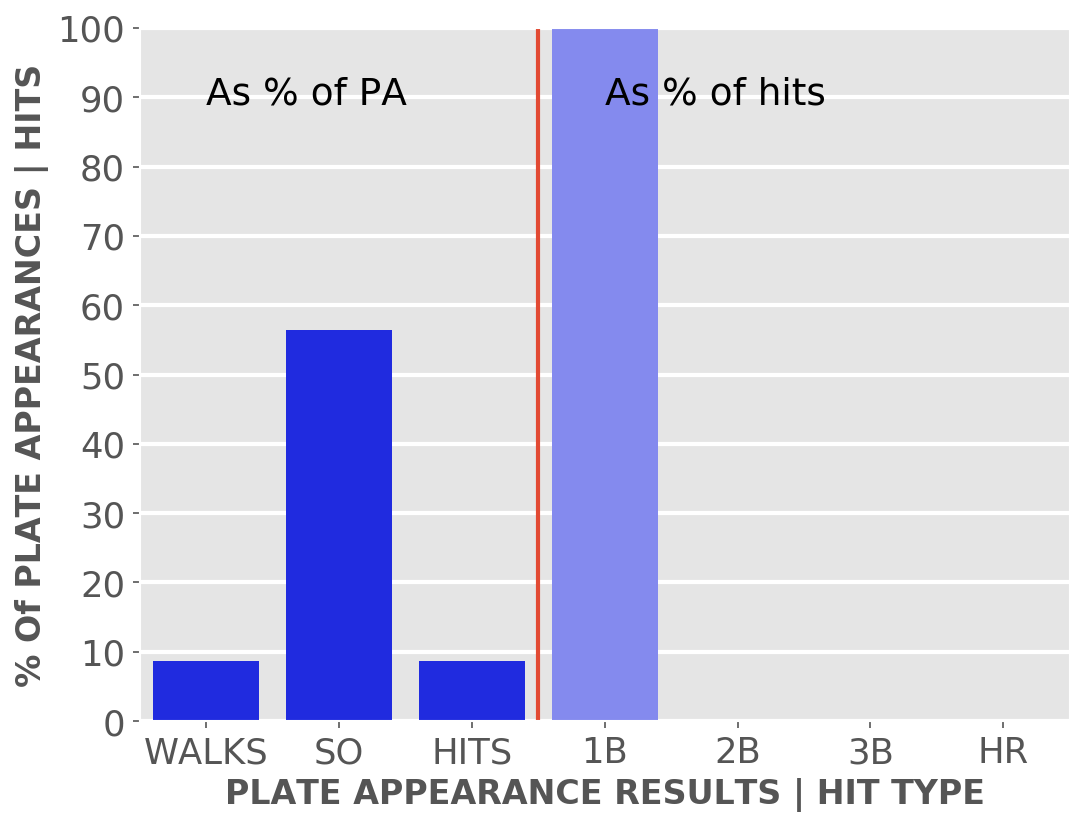 % Of PLATE APPEARANCES | HITS
100
90
80
70
60
50
40
30
20
10
0
As % of PA
As % of hits
WALKS SO HITS 1B 2B 3B HR
PLATE APPEARANCE RESULTS | HIT TYPE